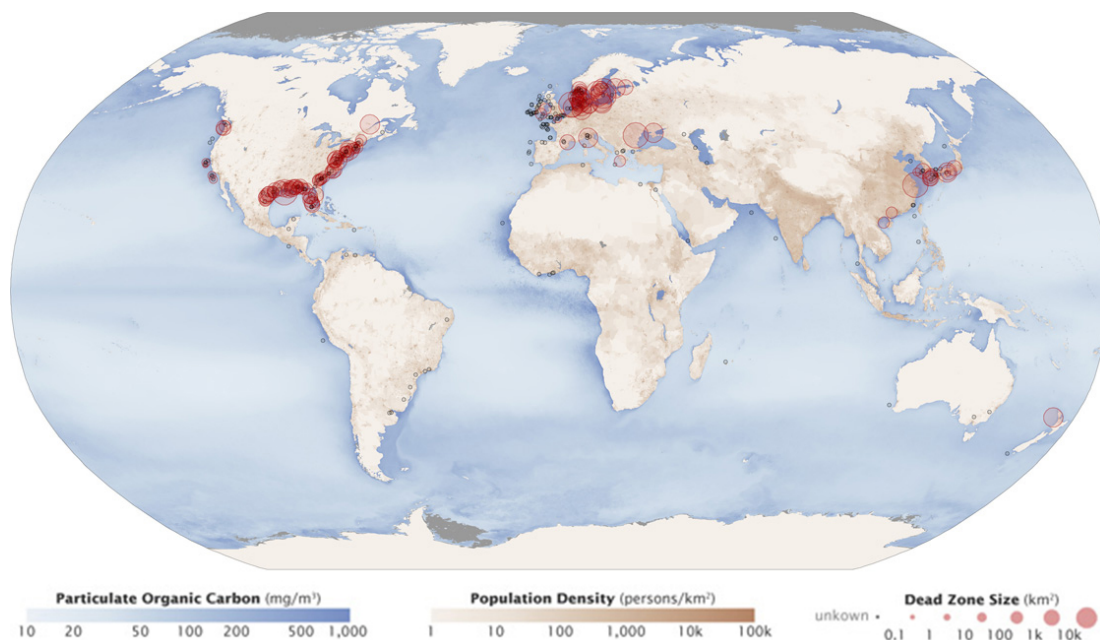 Particulate Organic Carbon (mg/m³)
10 20 50 100 200 500 1,000
Population Density (persons/km²)
1 10 100 1,000 10k 100k
Dead Zone Size (km²)
unkown
0.1 1 10 100 1k 10k